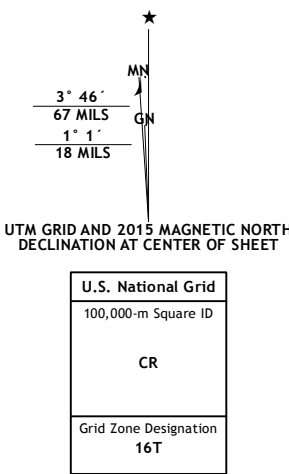 ★
MN
3° 46´
67 MILS
GN
1° 1´
18 MILS
UTM GRID AND 2015 MAGNETIC NORTH
DECLINATION AT CENTER OF SHEET
U.S. National Grid
100,000-m Square ID
CR
Grid Zone Designation
16T